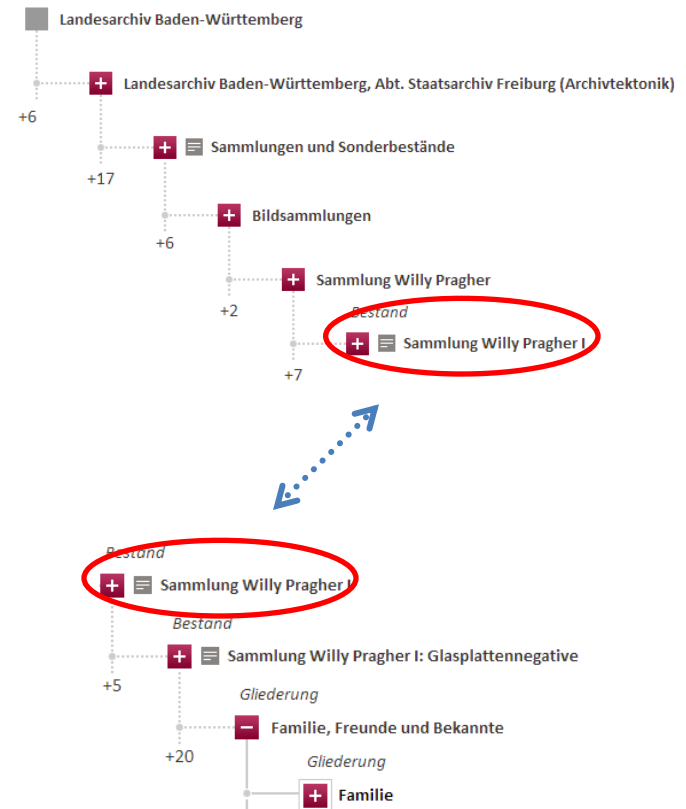 Landesarchiv Baden-Württemberg
Landesarchiv Baden-Württemberg, Abt. Staatsarchiv Freiburg (Archivtektonik)
+6
Sammlungen und Sonderbestände
+17
Bildsammlungen
+6
Sammlung Willy Pragher
+2
Bestand
Sammlung Willy Pragher I
+7
Bestand
Sammlung Willy Pragher I
Bestand
Sammlung Willy Pragher I: Glasplattennegative
+5
Gliederung
Familie, Freunde und Bekannte
+20
Gliederung
Familie